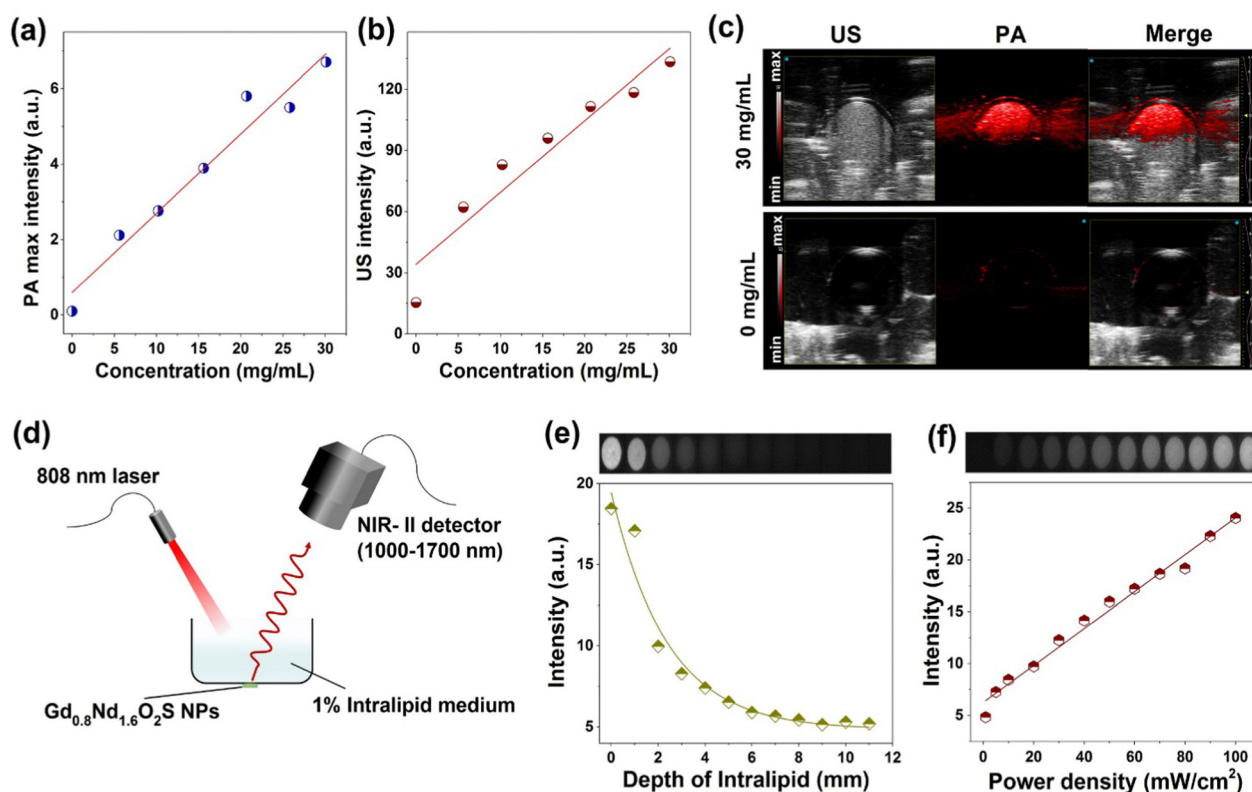 (a)
PA max intensity (a.u.)
6
4
2
0
0 5 10 15 20 25 30
Concentration (mg/mL)
(b)
US intensity (a.u.)
120
90
60
30
0
0 5 10 15 20 25 30
Concentration (mg/mL)
(c)
US PA Merge
30 mg/mL
max
min
0 mg/mL
max
min
(d)
808 nm laser
NIR- II detector
(1000-1700 nm)
Gd0.8Nd1.6O2S NPs
1% Intralipid medium
(e)
Intensity (a.u.)
20
15
10
5
0
0 2 4 6 8 10 12
Depth of Intralipid (mm)
(f)
Intensity (a.u.)
25
20
15
10
5
0 20 40 60 80 100
Power density (mW/cm²)